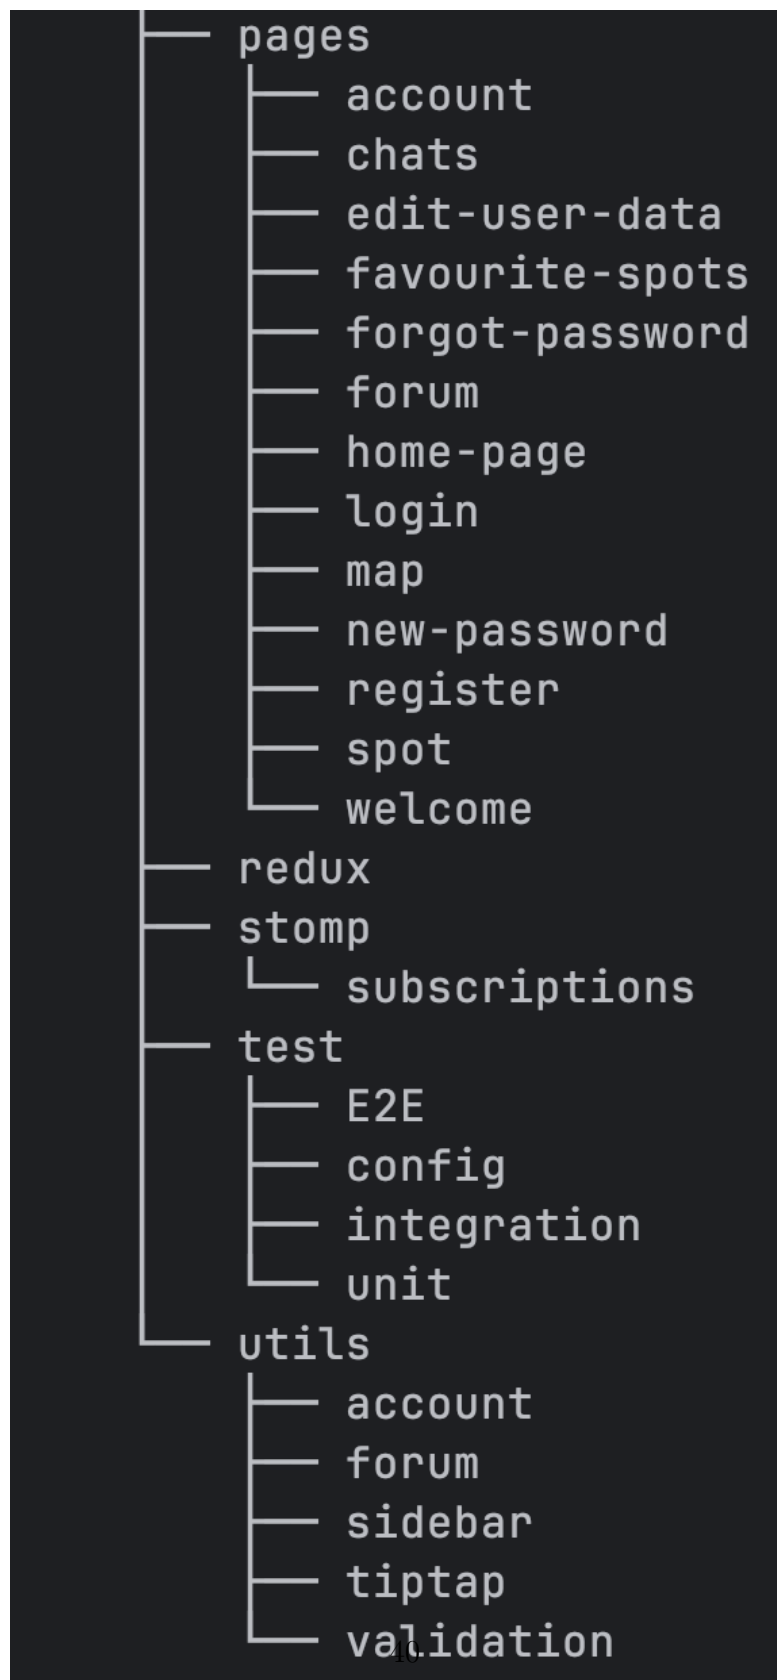 pages
account
chats
edit-user-data
favourite-spots
forgot-password
forum
home-page
login
map
new-password
register
spot
welcome
redux
stomp
subscriptions
test
E2E
config
integration
unit
utils
account
forum
sidebar
tiptap
validation
40